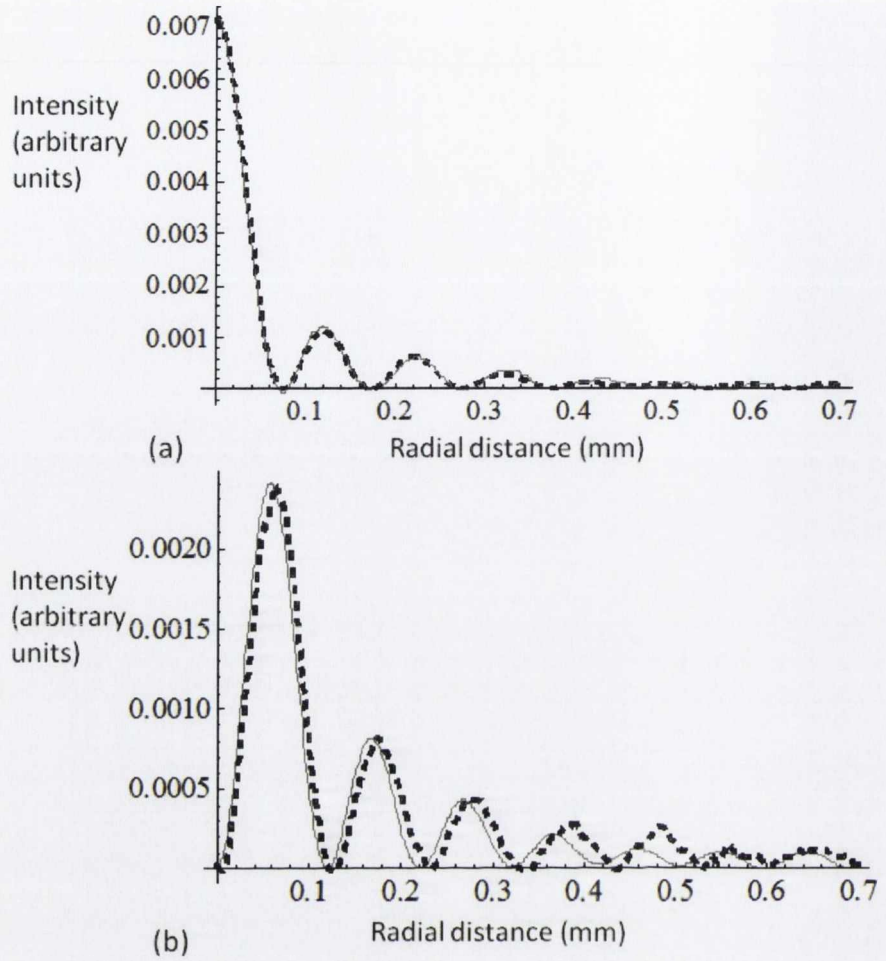 0.007
0.006
Intensity
(arbitrary
units)
0.005
0.004
0.003
0.002
0.001
0.1 0.2 0.3 0.4 0.5 0.6 0.7
(a)
Radial distance (mm)
0.0020
Intensity
(arbitrary
units)
0.0015
0.0010
0.0005
0.1 0.2 0.3 0.4 0.5 0.6 0.7
Radial distance (mm)
(b)